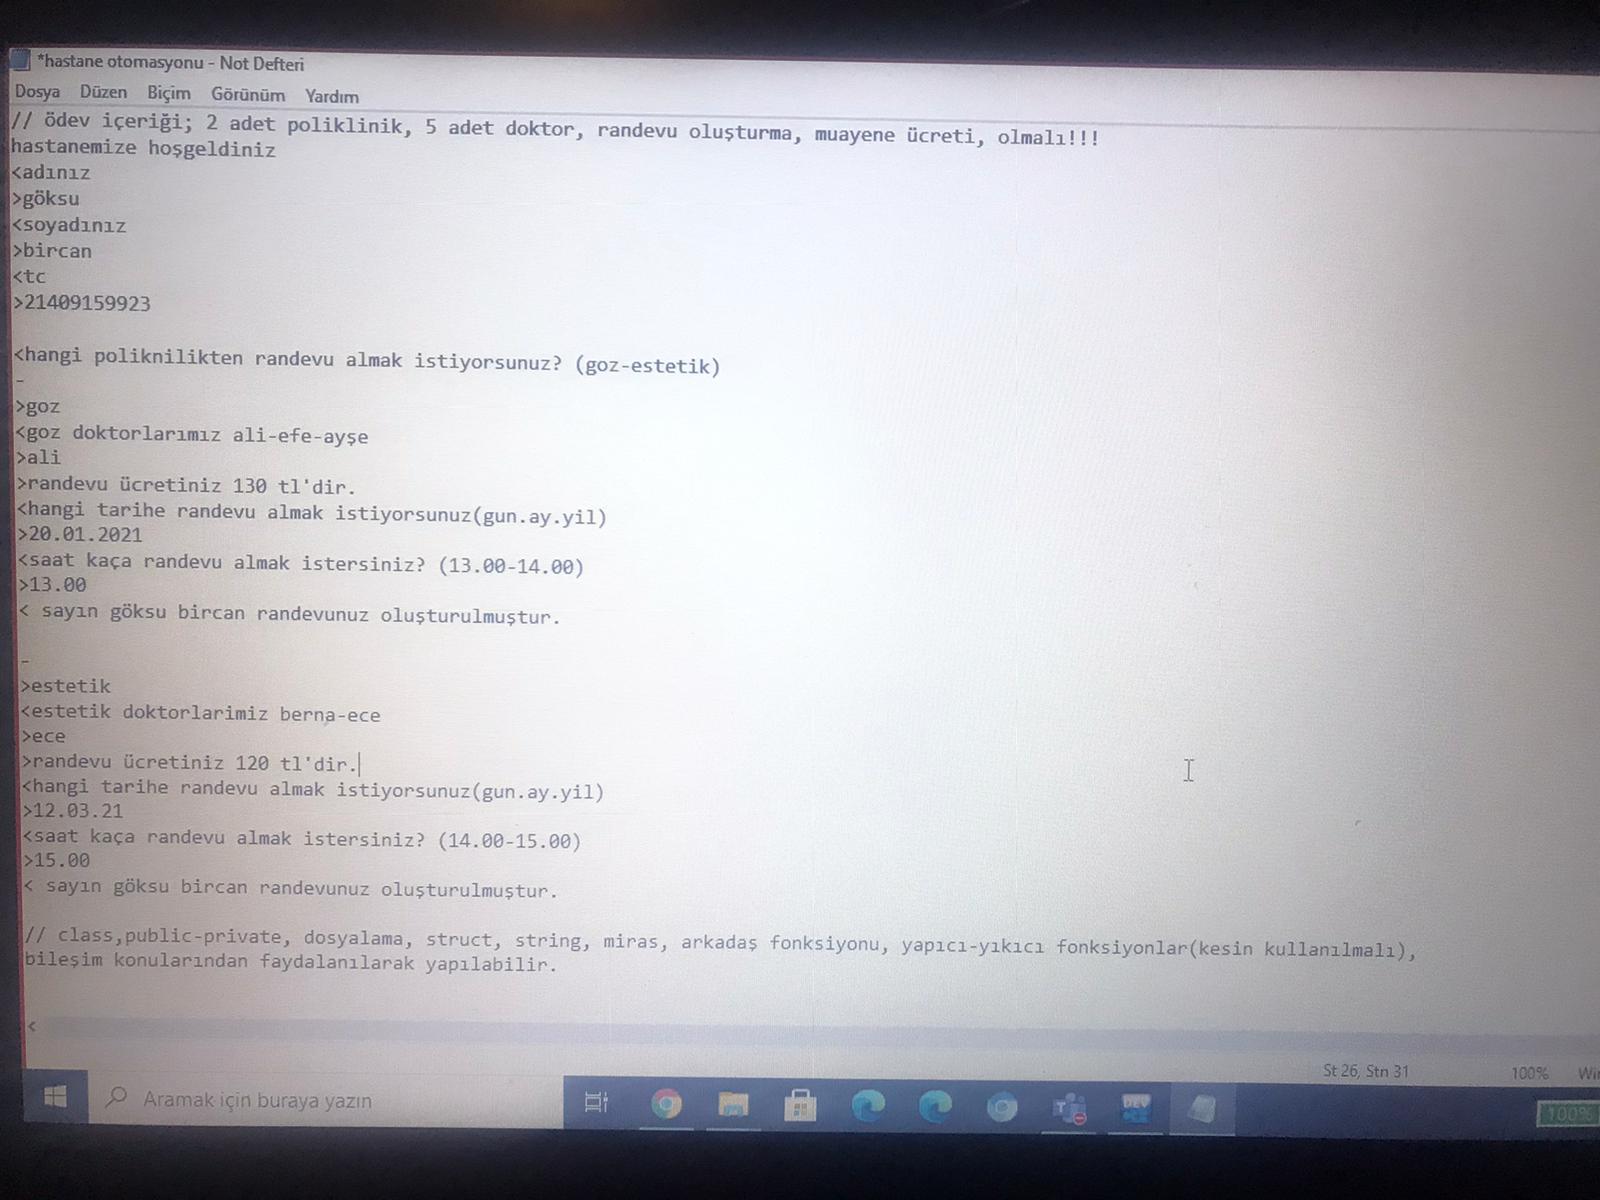 *hastane otomasyonu - Not Defteri
Dosya Düzen Biçim Görünüm Yardım
// ödev içeriği; 2 adet poliklinik, 5 adet doktor, randevu oluşturma, muayene ücreti, olmalı!!!
hastanemize hoşgeldiniz
<adınız
>göksu
<soyadınız
>bircan
<tc
>21409159923
<hangi poliknilikten randevu almak istiyorsunuz? (goz-estetik)
-
>goz
<goz doktorlarımız ali-efe-ayşe
>ali
>randevu ücretiniz 130 tl'dir.
<hangi tarihe randevu almak istiyorsunuz(gun.ay.yil)
>20.01.2021
<saat kaça randevu almak istersiniz? (13.00-14.00)
>13.00
< sayın göksu bircan randevunuz oluşturulmuştur.
-
>estetik
<estetik doktorlarimiz berna-ece
>ece
>randevu ücretiniz 120 tl'dir.
<hangi tarihe randevu almak istiyorsunuz(gun.ay.yil)
>12.03.21
<saat kaça randevu almak istersiniz? (14.00-15.00)
>15.00
< sayın göksu bircan randevunuz oluşturulmuştur.
// class,public-private, dosyalama, struct, string, miras, arkadaş fonksiyonu, yapıcı-yıkıcı fonksiyonlar(kesin kullanılmalı),
bileşim konularından faydalanılarak yapılabilir.
St 26, Stn 31 100%
Aramak için buraya yazın
DEV
100%